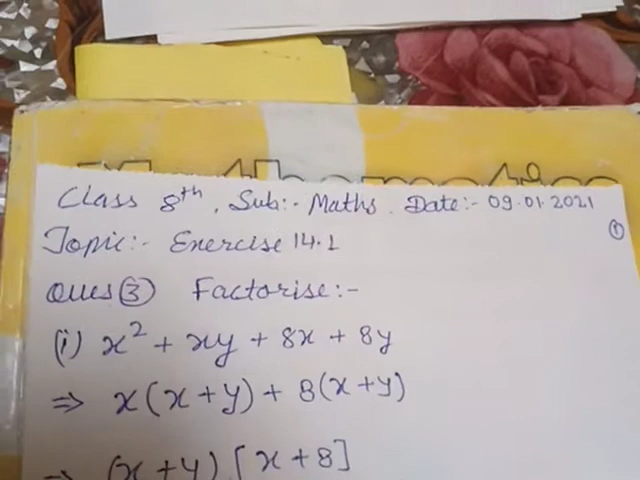 Class 8th, Sub:- Maths. Date:- 09.01.2021
①
Topic:- Exercise 14.1
Ques ③ Factorise:-
(i) x² + xy + 8x + 8y
⇒ x(x+y) + 8(x+y)
⇒ (x+y) [x+8]